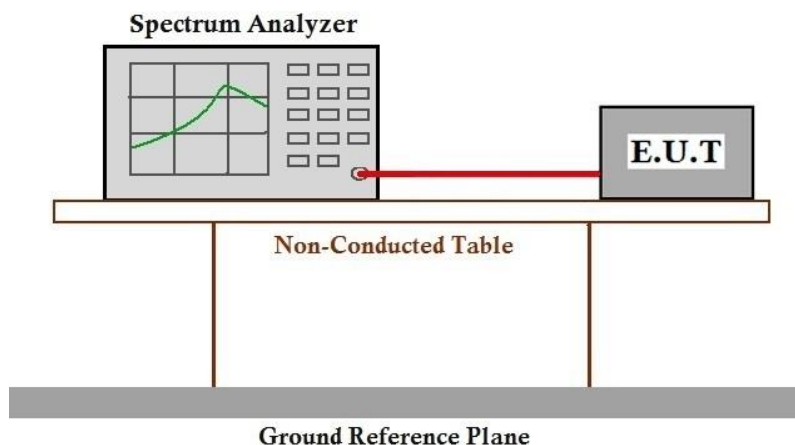 Spectrum Analyzer
E.U.T
Non-Conducted Table
Ground Reference Plane